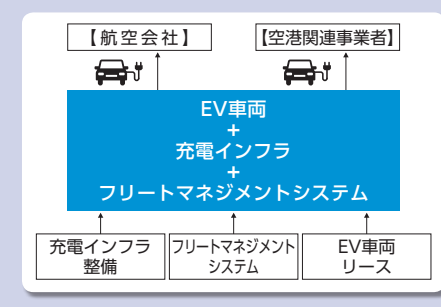 【航空会社】 【空港関連事業者】
EV車両
+
充電インフラ
+
フリートマネジメントシステム
充電インフラ
整備
フリートマネジメント
システム
EV車両
リース